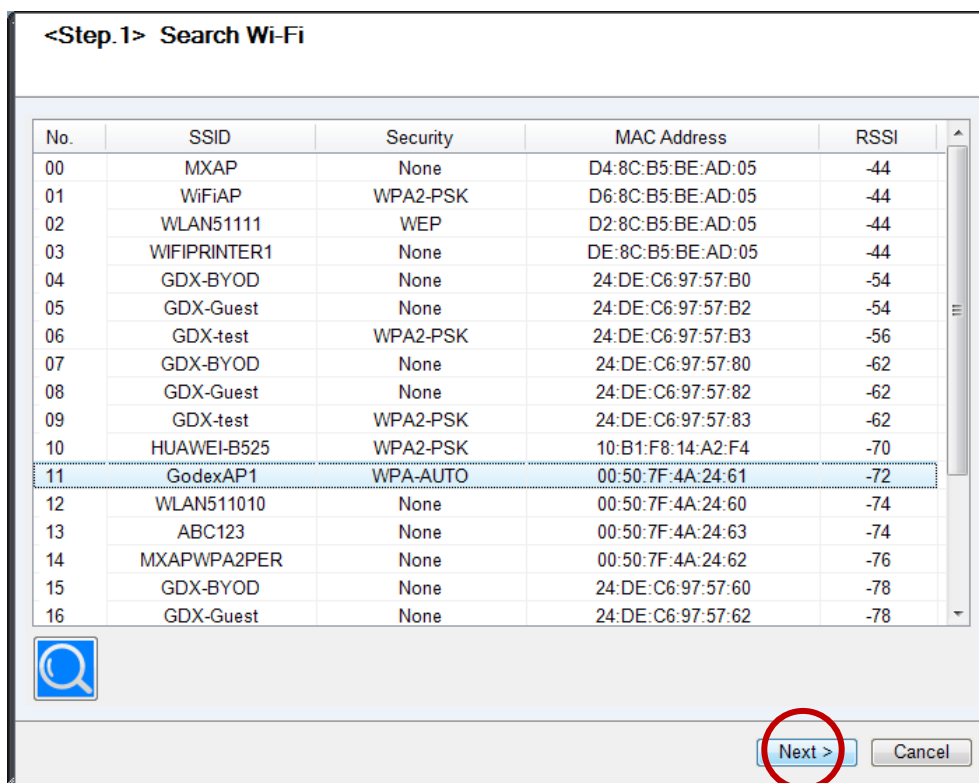 <Step.1> Search Wi-Fi
No. SSID Security MAC Address RSSI
00 MXAP None D4:8C:B5:BE:AD:05 -44
01 WiFiAP WPA2-PSK D6:8C:B5:BE:AD:05 -44
02 WLAN51111 WEP D2:8C:B5:BE:AD:05 -44
03 WIFIPRINTER1 None DE:8C:B5:BE:AD:05 -44
04 GDX-BYOD None 24:DE:C6:97:57:B0 -54
05 GDX-Guest None 24:DE:C6:97:57:B2 -54
06 GDX-test WPA2-PSK 24:DE:C6:97:57:B3 -56
07 GDX-BYOD None 24:DE:C6:97:57:80 -62
08 GDX-Guest None 24:DE:C6:97:57:82 -62
09 GDX-test WPA2-PSK 24:DE:C6:97:57:83 -62
10 HUAWEI-B525 WPA2-PSK 10:B1:F8:14:A2:F4 -70
11 GodexAP1 WPA-AUTO 00:50:7F:4A:24:61 -72
12 WLAN511010 None 00:50:7F:4A:24:60 -74
13 ABC123 None 00:50:7F:4A:24:63 -74
14 MXAPWPA2PER None 00:50:7F:4A:24:62 -76
15 GDX-BYOD None 24:DE:C6:97:57:60 -78
16 GDX-Guest None 24:DE:C6:97:57:62 -78
Next > Cancel